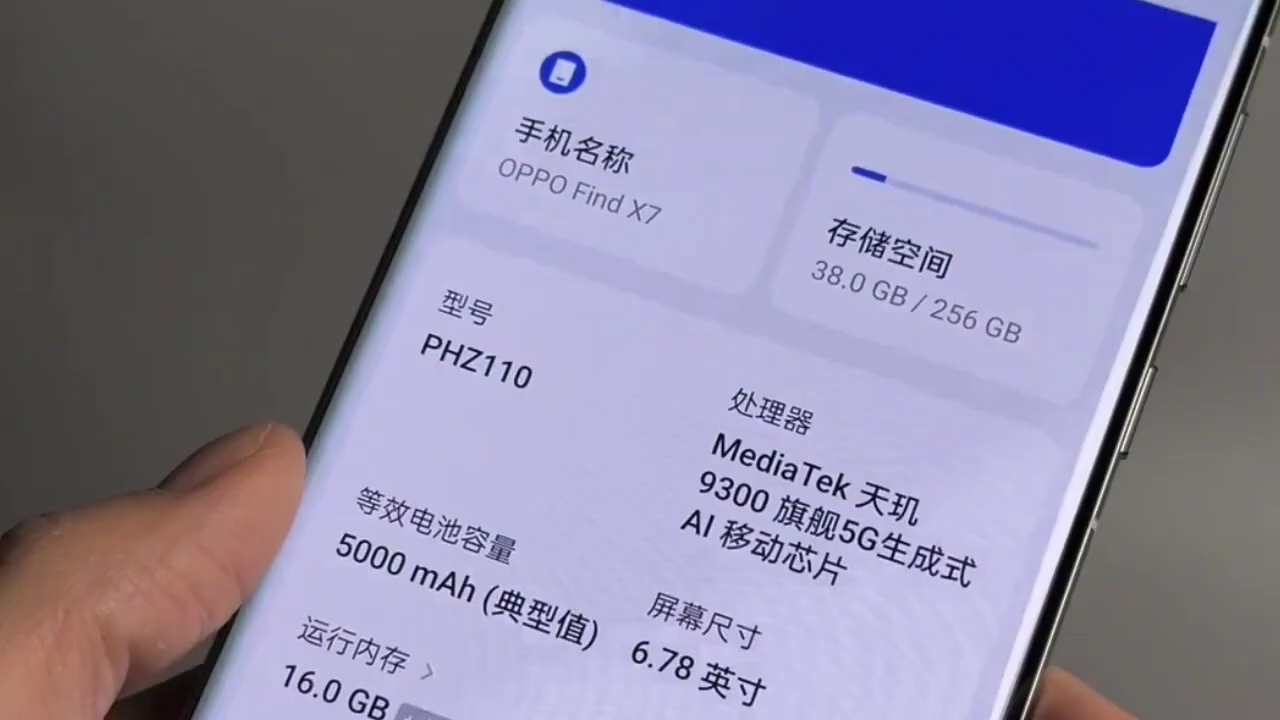 手机名称
OPPO Find X7
存储空间
38.0 GB / 256 GB
型号
PHZ110
处理器
MediaTek 天玑
9300 旗舰5G生成式
AI 移动芯片
等效电池容量
5000 mAh (典型值)
屏幕尺寸
6.78 英寸
运行内存 >
16.0 GB